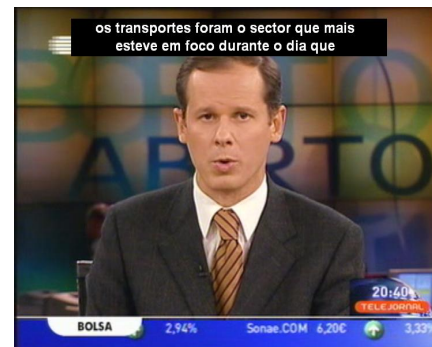 os transportes foram o sector que mais
esteve em foco durante o dia que
ABERTO
20:40
TELEJORNAL
BOLSA 2,94% Sonae.COM 6,20€ 3,33%